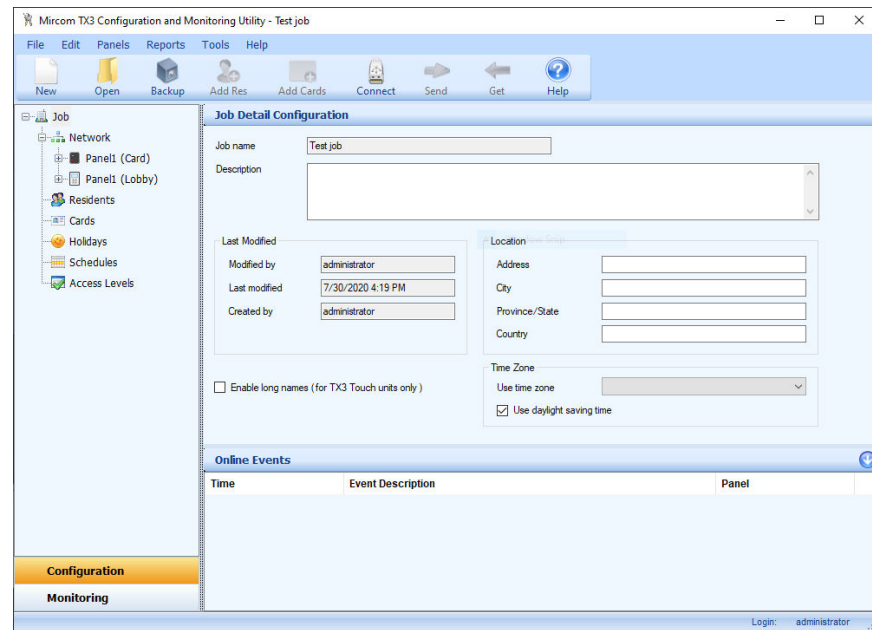 Mircom TX3 Configuration and Monitoring Utility - Test job
File Edit Panels Reports Tools Help
New Open Backup Add Res Add Cards Connect Send Get Help
Job
Network
Panel1 (Card)
Panel1 (Lobby)
Residents
Cards
Holidays
Schedules
Access Levels
Configuration
Monitoring
Job Detail Configuration
Job name Test job
Description
Last Modified
Modified by administrator
Last modified 7/30/2020 4:19 PM
Created by administrator
Location
Address
City
Province/State
Country
Enable long names (for TX3 Touch units only )
Time Zone
Use time zone
Use daylight saving time
Online Events
Time Event Description Panel
Login: administrator